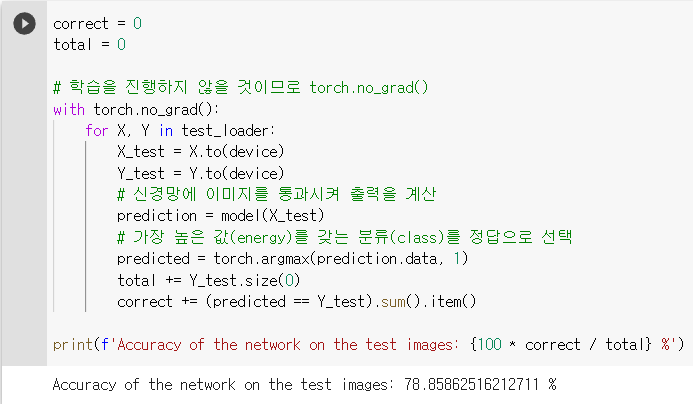 correct = 0
total = 0
# 학습을 진행하지 않을 것이므로 torch.no_grad()
with torch.no_grad():
    for X, Y in test_loader:
        X_test = X.to(device)
        Y_test = Y.to(device)
        # 신경망에 이미지를 통과시켜 출력을 계산
        prediction = model(X_test)
        # 가장 높은 값(energy)를 갖는 분류(class)를 정답으로 선택
        predicted = torch.argmax(prediction.data, 1)
        total += Y_test.size(0)
        correct += (predicted == Y_test).sum().item()
print(f'Accuracy of the network on the test images: {100 * correct / total} %')
Accuracy of the network on the test images: 78.85862516212711 %